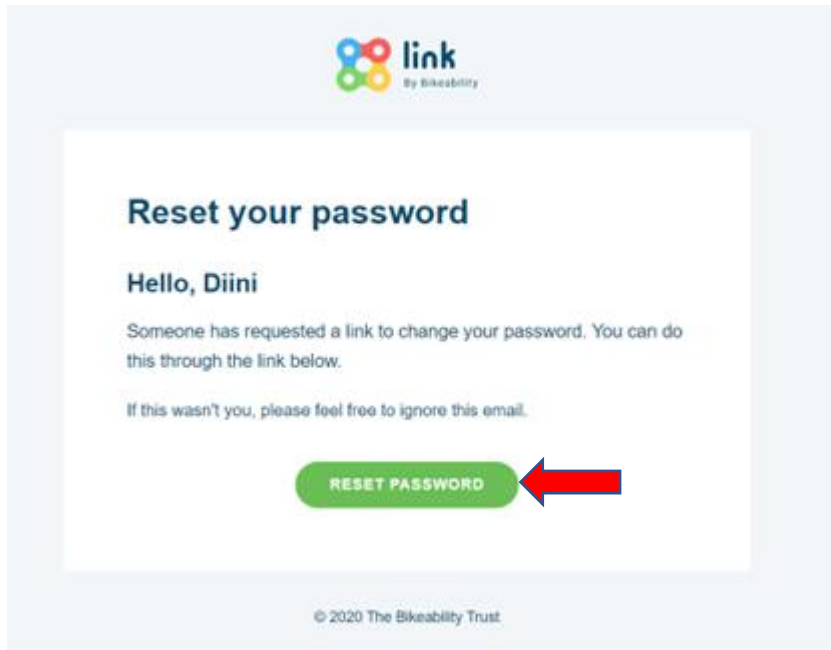 link
By Bikeability
Reset your password
Hello, Diini
Someone has requested a link to change your password. You can do
this through the link below.
If this wasn't you, please feel free to ignore this email.
RESET PASSWORD
© 2020 The Bikeability Trust